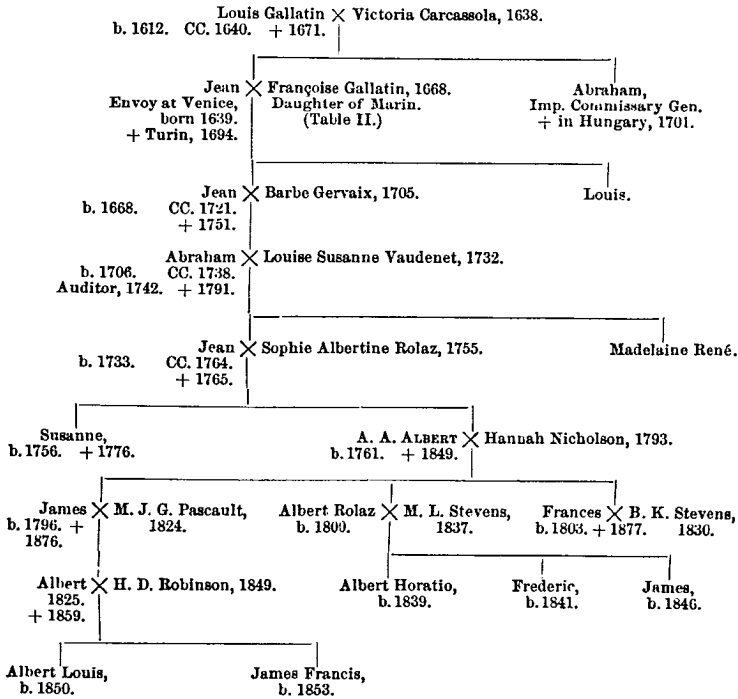 Louis Gallatin × Victoria Carcassola, 1638.
b. 1612. CC. 1640. + 1671.
Jean × Françoise Gallatin, 1668.
Envoy at Venice,
born 1639.
+ Turin, 1694.
Daughter of Marin.
(Table II.)
Abraham,
Imp. Commissary Gen.
+ in Hungary, 1701.
Jean × Barbe Gervaix, 1705.
b. 1668. CC. 1721.
+ 1751.
Louis.
Abraham × Louise Susanne Vaudenet, 1732.
b. 1706. CC. 1738.
Auditor, 1742. + 1791.
Jean × Sophie Albertine Rolaz, 1755.
b. 1733. CC. 1764.
+ 1765.
Madelaine René.
Susanne,
b. 1756. + 1776.
A. A. ALBERT × Hannah Nicholson, 1793.
b. 1761. + 1849.
James × M. J. G. Pascault,
b. 1796. + 1824.
1876.
Albert Rolaz × M. L. Stevens,
b. 1800. 1837.
Frances × B. K. Stevens,
b. 1803. + 1877. 1830.
Albert × H. D. Robinson, 1849.
1825.
+ 1859.
Albert Horatio,
b. 1839.
Frederic,
b. 1841.
James,
b. 1846.
Albert Louis,
b. 1850.
James Francis,
b. 1853.